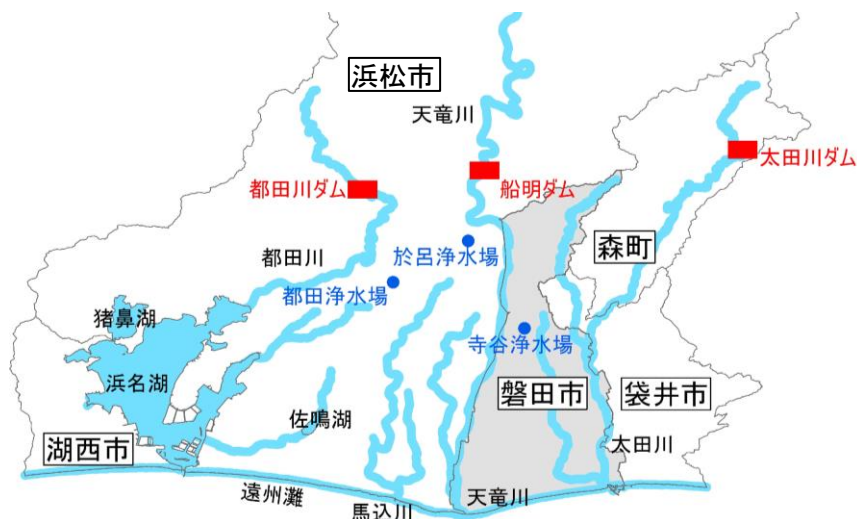 浜松市
天竜川
太田川ダム
都田川ダム
船明ダム
森町
都田川
於呂浄水場
都田浄水場
猪鼻湖
寺谷浄水場
浜名湖
磐田市
袋井市
佐鳴湖
湖西市
太田川
遠州灘
天竜川
馬込川